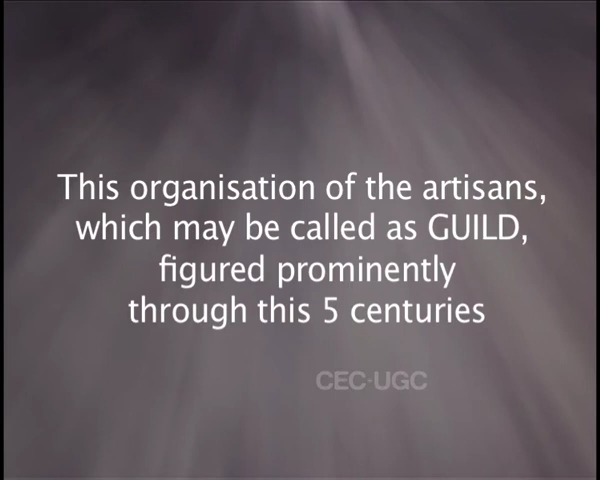 This organisation of the artisans,
which may be called as GUILD,
figured prominently
through this 5 centuries
CEC-UGC